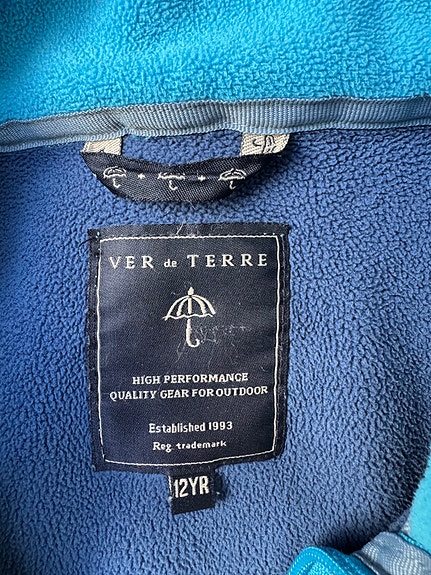 VER de TERRE
HIGH PERFORMANCE
QUALITY GEAR FOR OUTDOOR
Established 1993
Reg. trademark
12YR